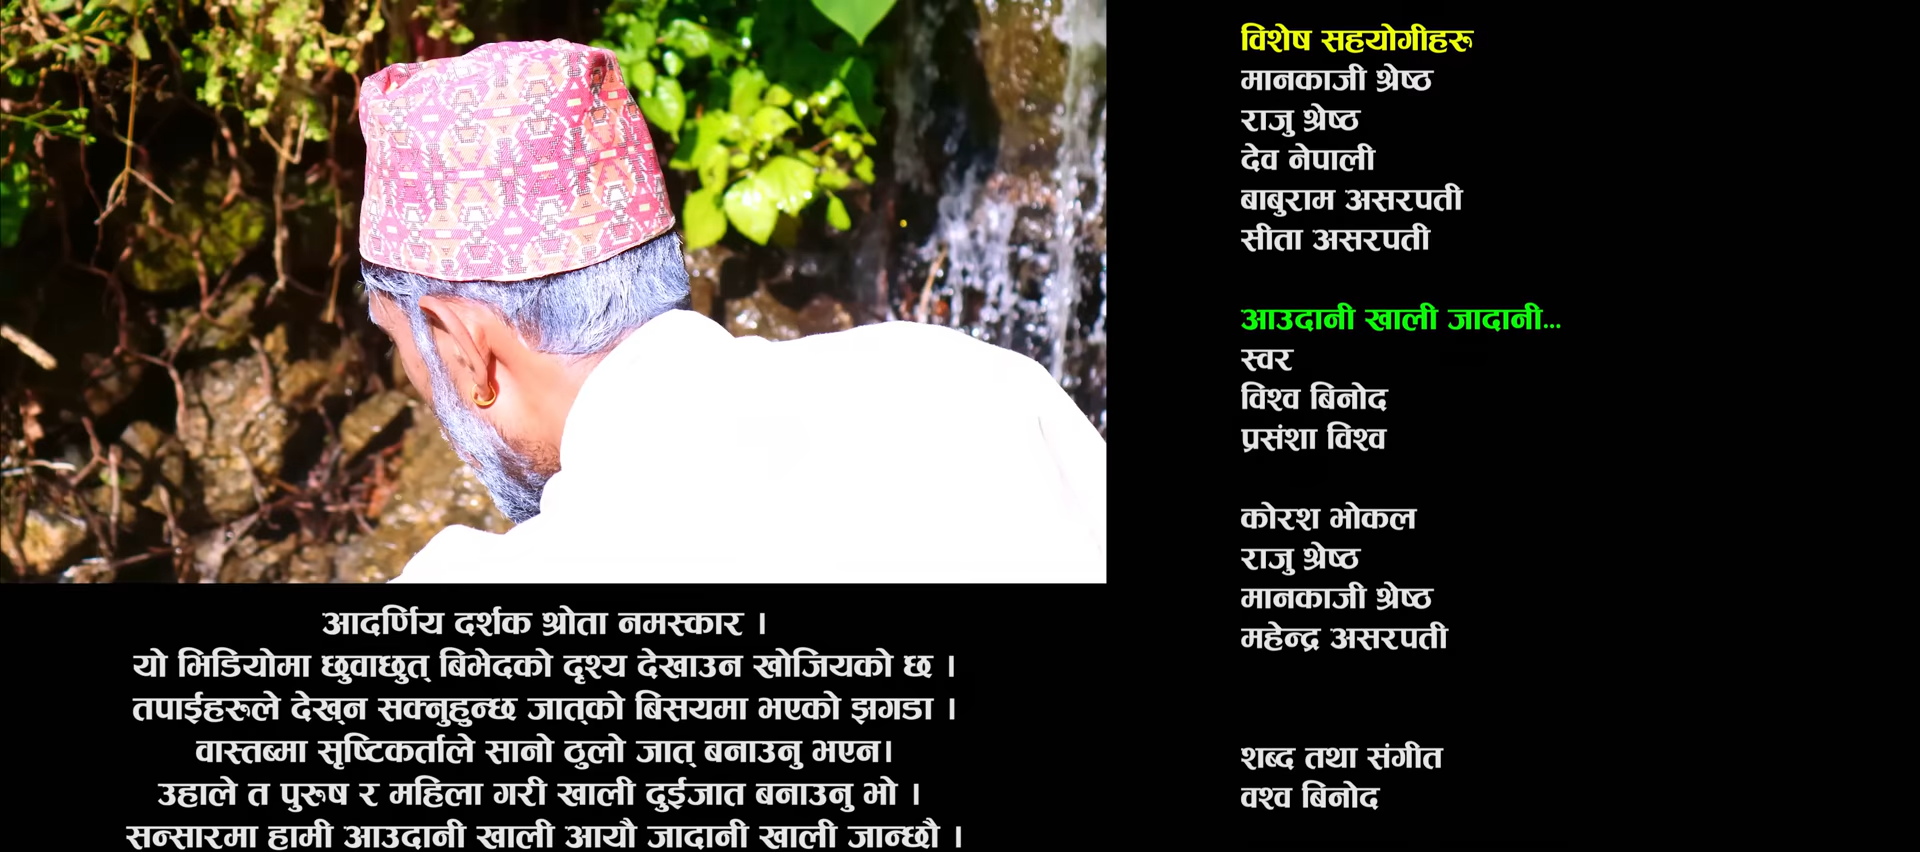 आदर्णिय दर्शक श्रोता नमस्कार ।
यो भिडियोमा छुवाछुत् बिभेदको दृश्य देखाउन खोजियको छ ।
तपाईहरुले देख्न सक्नुहुन्छ जात्को बिसयमा भएको झगडा ।
वास्तब्मा सृष्टिकर्ताले सानो ठुलो जात् बनाउनु भएन।
उहाले त पुरुष र महिला गरी खाली दुईजात बनाउनु भो ।
सन्सारमा हामी आउदानी खाली आयौ जादानी खाली जान्छौ ।
विशेष सहयोगीहरू
मानकाजी श्रेष्ठ
राजु श्रेष्ठ
देव नेपाली
बाबुराम असरपती
सीता असरपती
आउदानी खाली जादानी...
स्वर
विश्व बिनोद
प्रसंशा विश्व
कोरश भोकल
राजु श्रेष्ठ
मानकाजी श्रेष्ठ
महेन्द्र असरपती
शब्द तथा संगीत
वश्व बिनोद